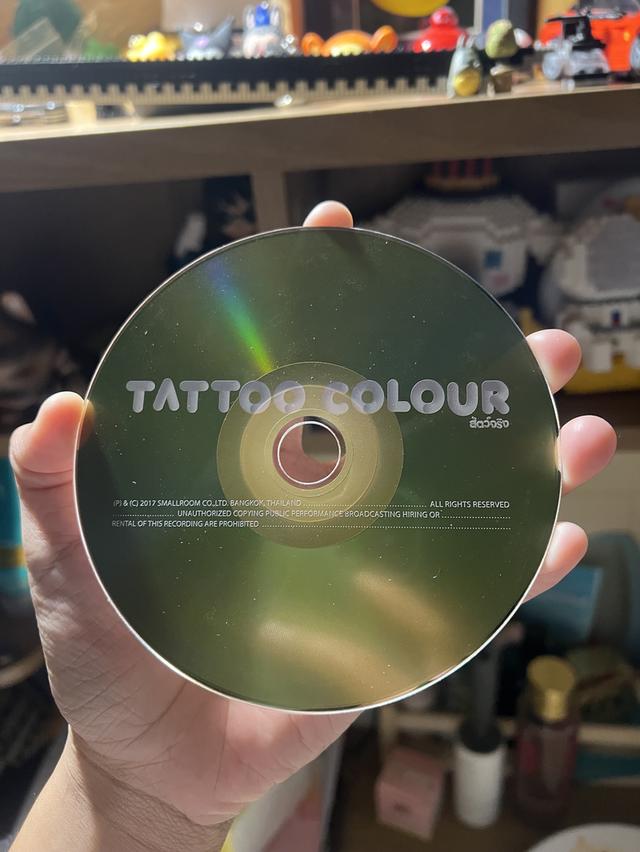 TATTOO COLOUR
สัตว์จริง
(P) & (C) 2017 SMALLROOM CO.,LTD. BANGKOK, THAILAND ........................................ ALL RIGHTS RESERVED
.................... UNAUTHORIZED COPYING PUBLIC PERFORMANCE BROADCASTING HIRING OR ......................
RENTAL OF THIS RECORDING ARE PROHIBITED ................................................................................